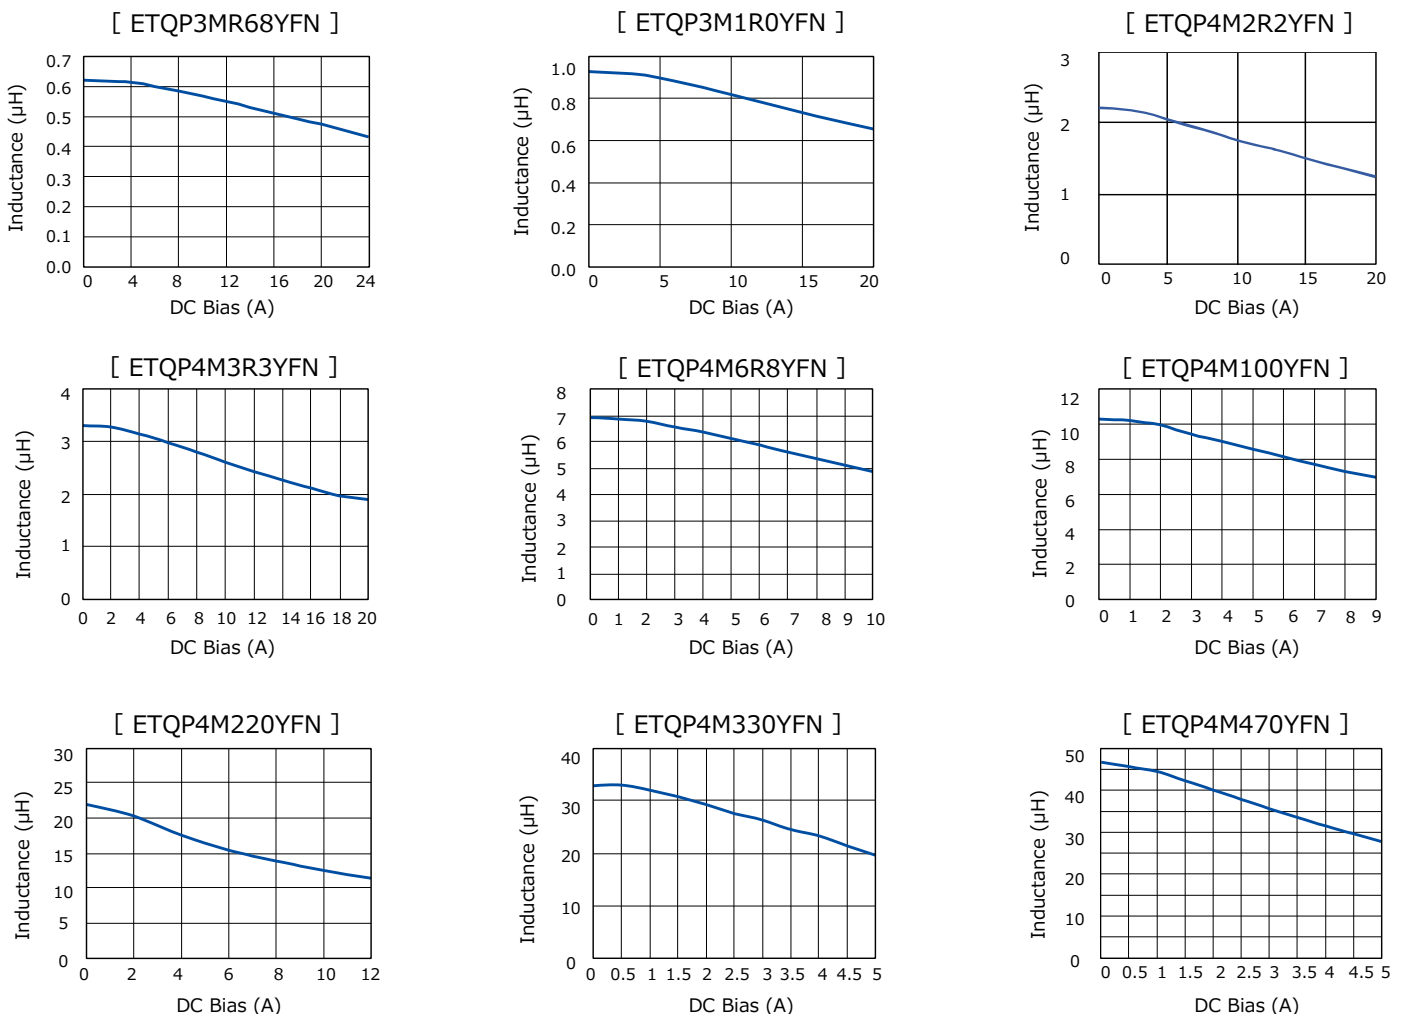 [ ETQP3MR68YFN ]
Inductance (μH)
0.7
0.6
0.5
0.4
0.3
0.2
0.1
0.0
0 4 8 12 16 20 24
DC Bias (A)
[ ETQP3M1R0YFN ]
Inductance (μH)
1.0
0.8
0.6
0.4
0.2
0.0
0 5 10 15 20
DC Bias (A)
[ ETQP4M2R2YFN ]
Inductance (μH)
3
2
1
0
0 5 10 15 20
DC Bias (A)
[ ETQP4M3R3YFN ]
Inductance (μH)
4
3
2
1
0
0 2 4 6 8 10 12 14 16 18 20
DC Bias (A)
[ ETQP4M6R8YFN ]
Inductance (μH)
8
7
6
5
4
3
2
1
0
0 1 2 3 4 5 6 7 8 9 10
DC Bias (A)
[ ETQP4M100YFN ]
Inductance (μH)
12
10
8
6
4
2
0
0 1 2 3 4 5 6 7 8 9
DC Bias (A)
[ ETQP4M220YFN ]
Inductance (μH)
30
25
20
15
10
5
0
0 2 4 6 8 10 12
DC Bias (A)
[ ETQP4M330YFN ]
Inductance (μH)
40
30
20
10
0
0 0.5 1 1.5 2 2.5 3 3.5 4 4.5 5
DC Bias (A)
[ ETQP4M470YFN ]
Inductance (μH)
50
40
30
20
10
0
0 0.5 1 1.5 2 2.5 3 3.5 4 4.5 5
DC Bias (A)